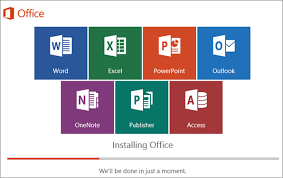 Office
Word
Excel
PowerPoint
Outlook
OneNote
Publisher
Access
Installing Office
We'll be done in just a moment.